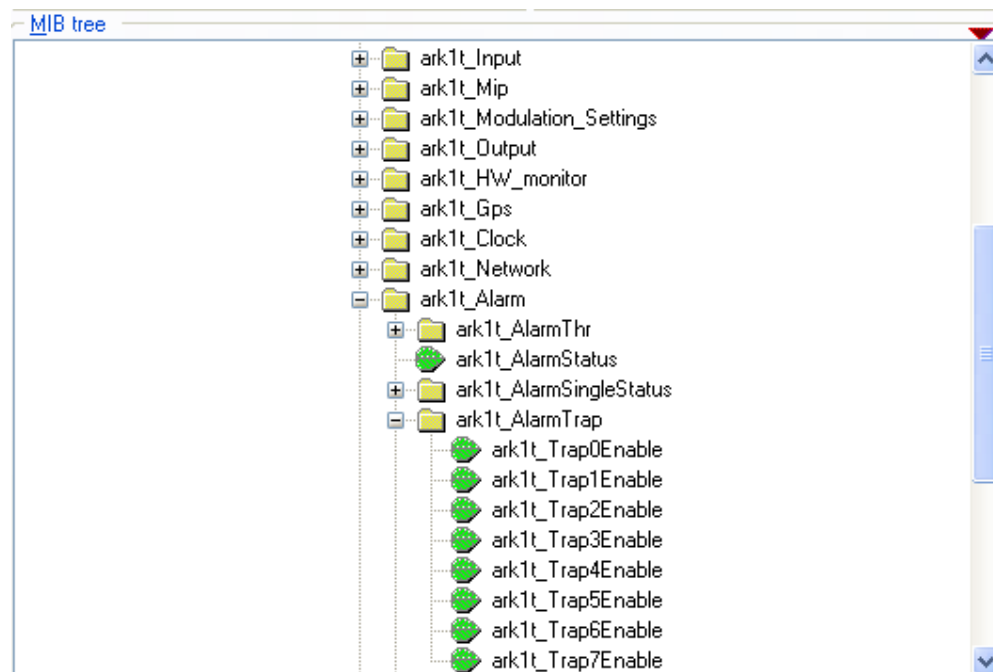 MIB tree
ark1t_Input
ark1t_Mip
ark1t_Modulation_Settings
ark1t_Output
ark1t_HW_monitor
ark1t_Gps
ark1t_Clock
ark1t_Network
ark1t_Alarm
ark1t_AlarmThr
ark1t_AlarmStatus
ark1t_AlarmSingleStatus
ark1t_AlarmTrap
ark1t_Trap0Enable
ark1t_Trap1Enable
ark1t_Trap2Enable
ark1t_Trap3Enable
ark1t_Trap4Enable
ark1t_Trap5Enable
ark1t_Trap6Enable
ark1t_Trap7Enable